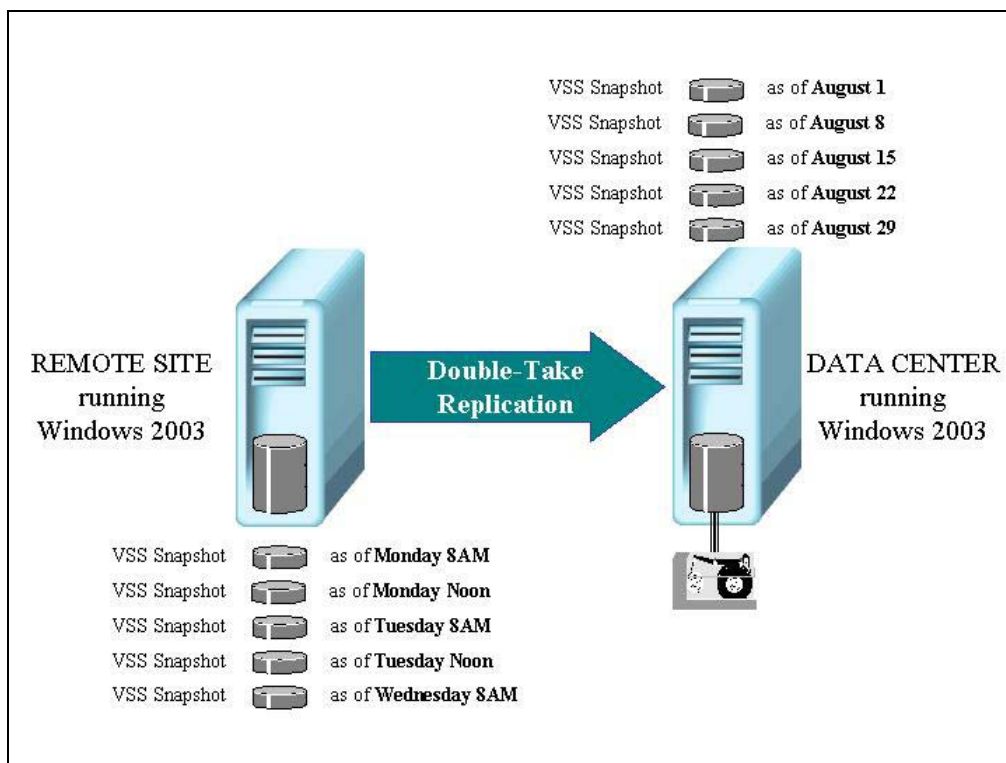 VSS Snapshot as of August 1
VSS Snapshot as of August 8
VSS Snapshot as of August 15
VSS Snapshot as of August 22
VSS Snapshot as of August 29
REMOTE SITE
running
Windows 2003
Double-Take
Replication
DATA CENTER
running
Windows 2003
VSS Snapshot as of Monday 8AM
VSS Snapshot as of Monday Noon
VSS Snapshot as of Tuesday 8AM
VSS Snapshot as of Tuesday Noon
VSS Snapshot as of Wednesday 8AM